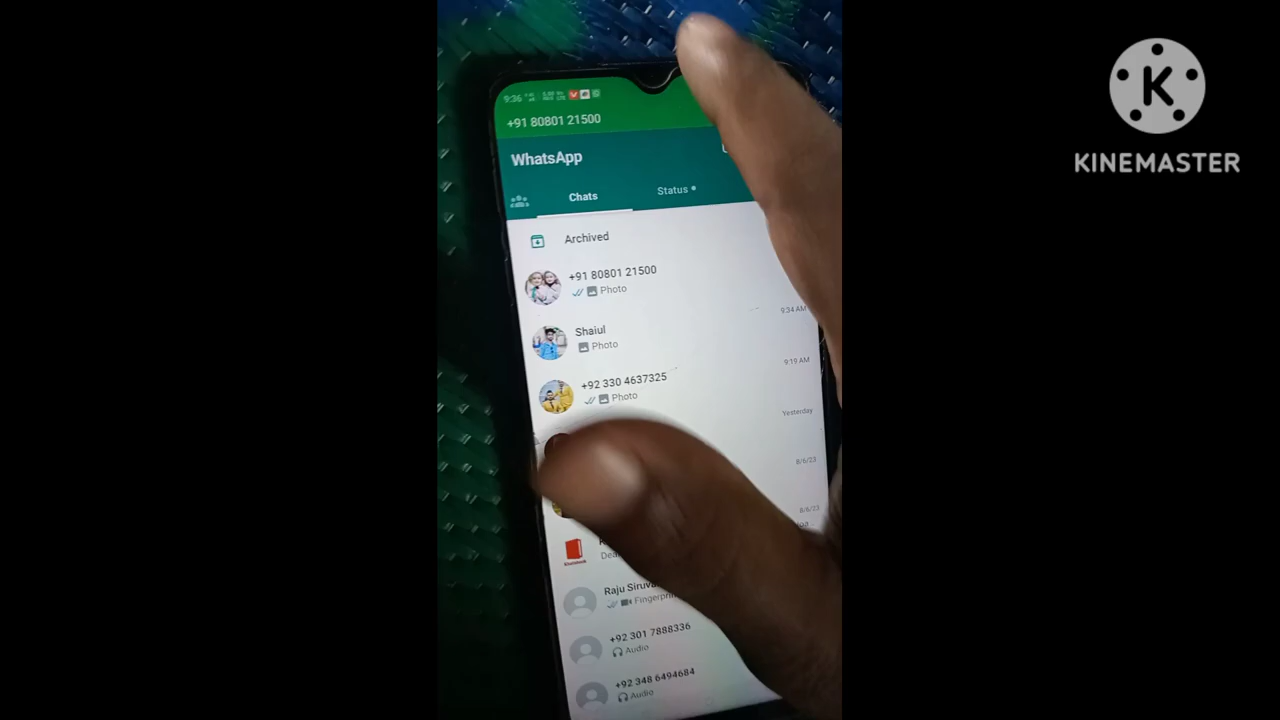 9:36
+91 80801 21500
WhatsApp
Chats
Status
Archived
+91 80801 21500
Photo
9:34 AM
Shaiul
Photo
9:19 AM
+92 330 4637325
Photo
Yesterday
8/6/23
8/6/23
Raju
+92 301 7888336
Audio
+92 348 6494684
Audio
KINEMASTER